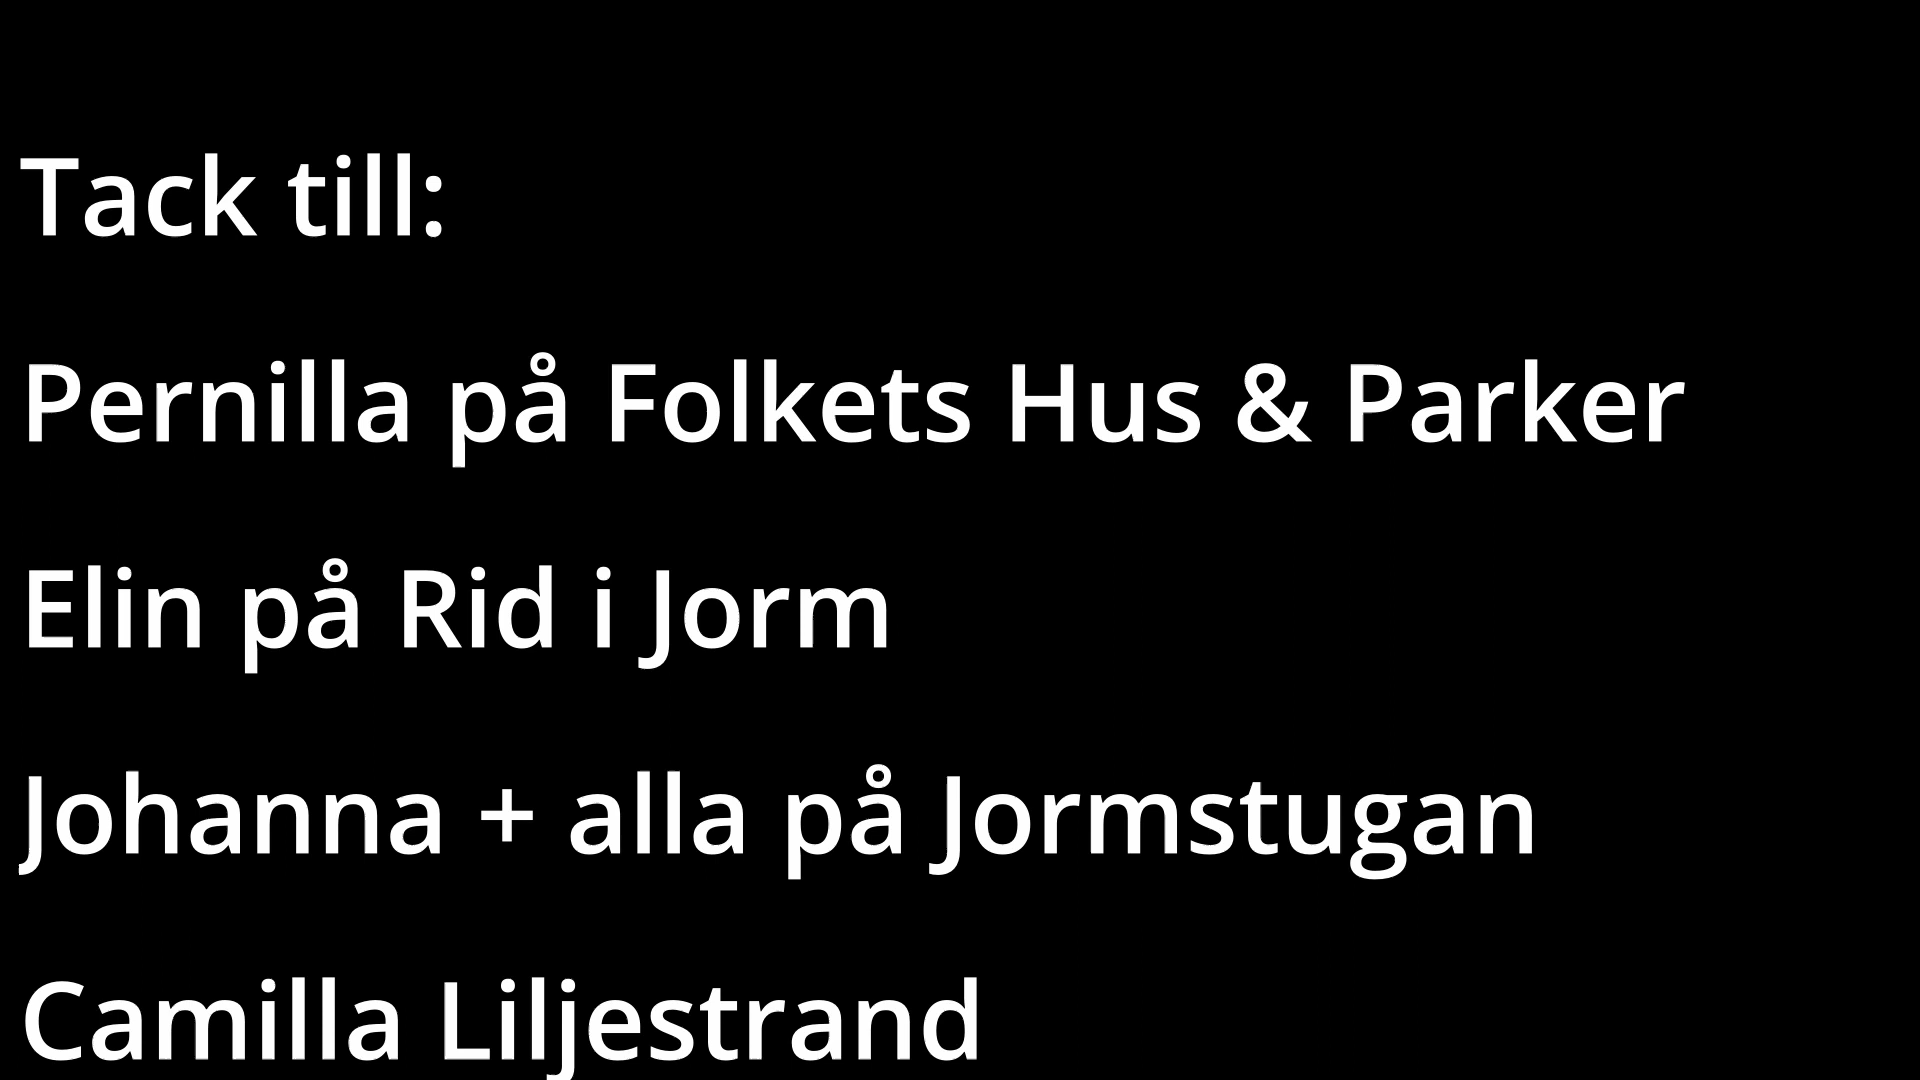 Tack till:
Pernilla på Folkets Hus & Parker
Elin på Rid i Jorm
Johanna + alla på Jormstugan
Camilla Liljestrand